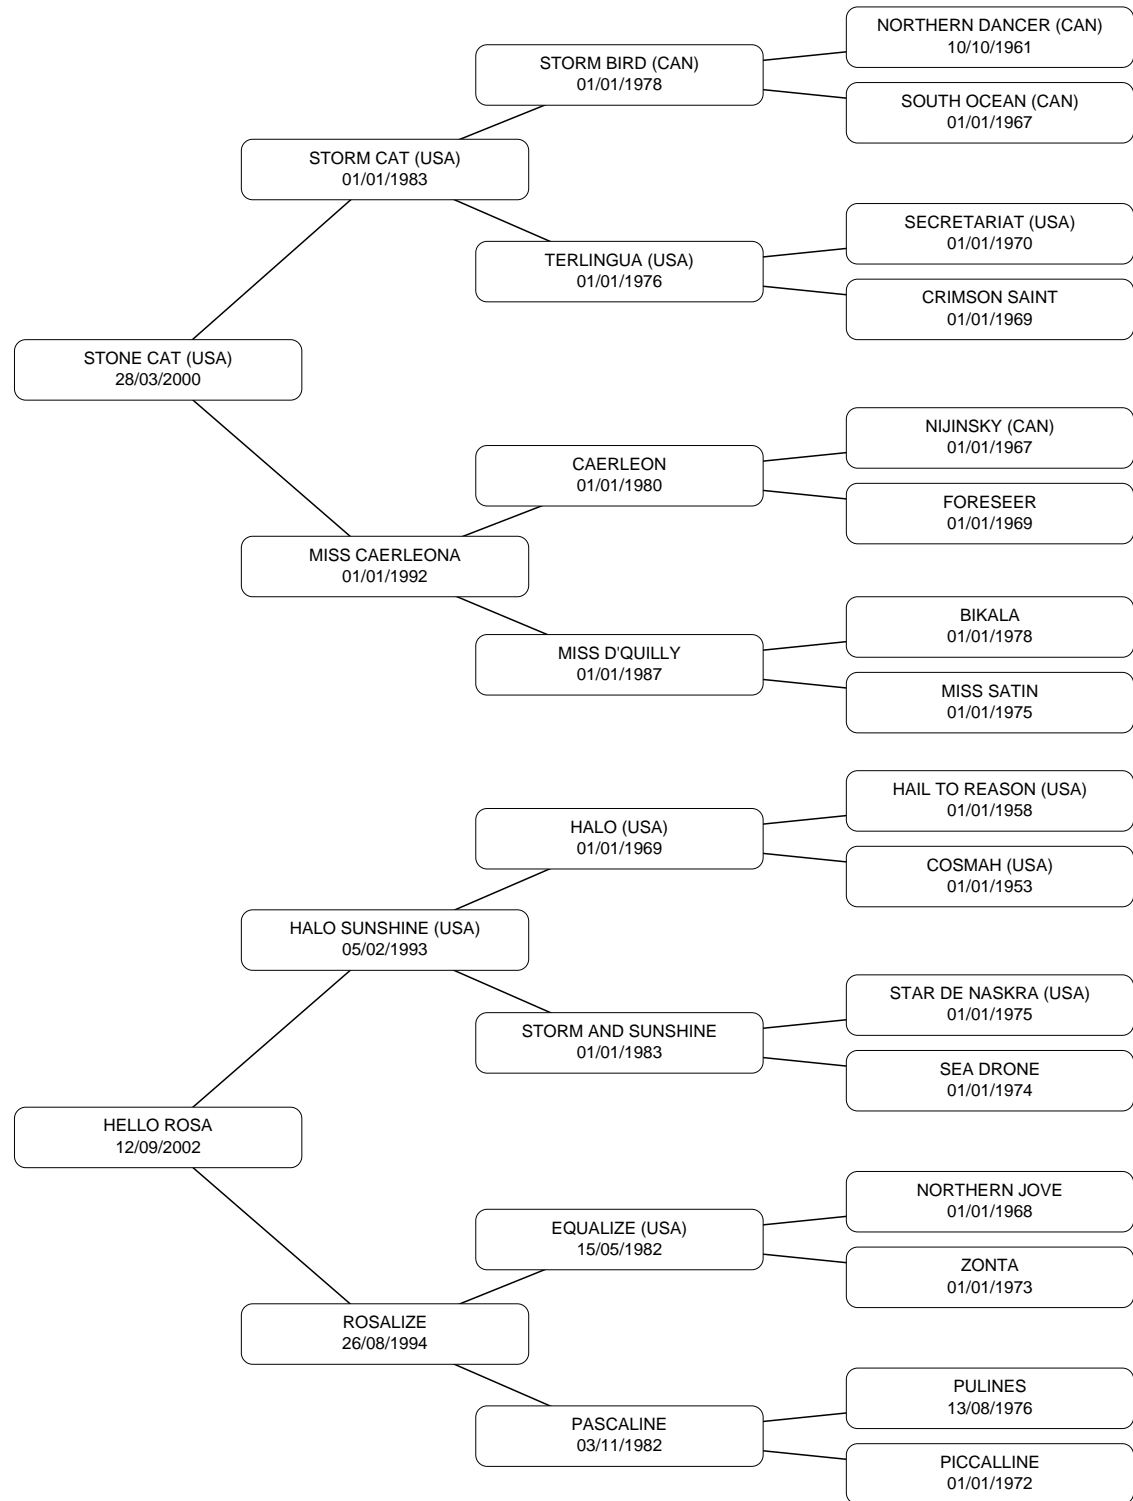 NORTHERN DANCER (CAN)
10/10/1961
STORM BIRD (CAN)
01/01/1978
SOUTH OCEAN (CAN)
01/01/1967
STORM CAT (USA)
01/01/1983
SECRETARIAT (USA)
01/01/1970
TERLINGUA (USA)
01/01/1976
CRIMSON SAINT
01/01/1969
STONE CAT (USA)
28/03/2000
NIJINSKY (CAN)
01/01/1967
CAERLEON
01/01/1980
FORESEER
01/01/1969
MISS CAERLEONA
01/01/1992
BIKALA
01/01/1978
MISS D'QUILLY
01/01/1987
MISS SATIN
01/01/1975
HAIL TO REASON (USA)
01/01/1958
HALO (USA)
01/01/1969
COSMAH (USA)
01/01/1953
HALO SUNSHINE (USA)
05/02/1993
STAR DE NASKRA (USA)
01/01/1975
STORM AND SUNSHINE
01/01/1983
SEA DRONE
01/01/1974
HELLO ROSA
12/09/2002
NORTHERN JOVE
01/01/1968
EQUALIZE (USA)
15/05/1982
ZONTA
01/01/1973
ROSALIZE
26/08/1994
PULINES
13/08/1976
PASCALINE
03/11/1982
PICCALLINE
01/01/1972